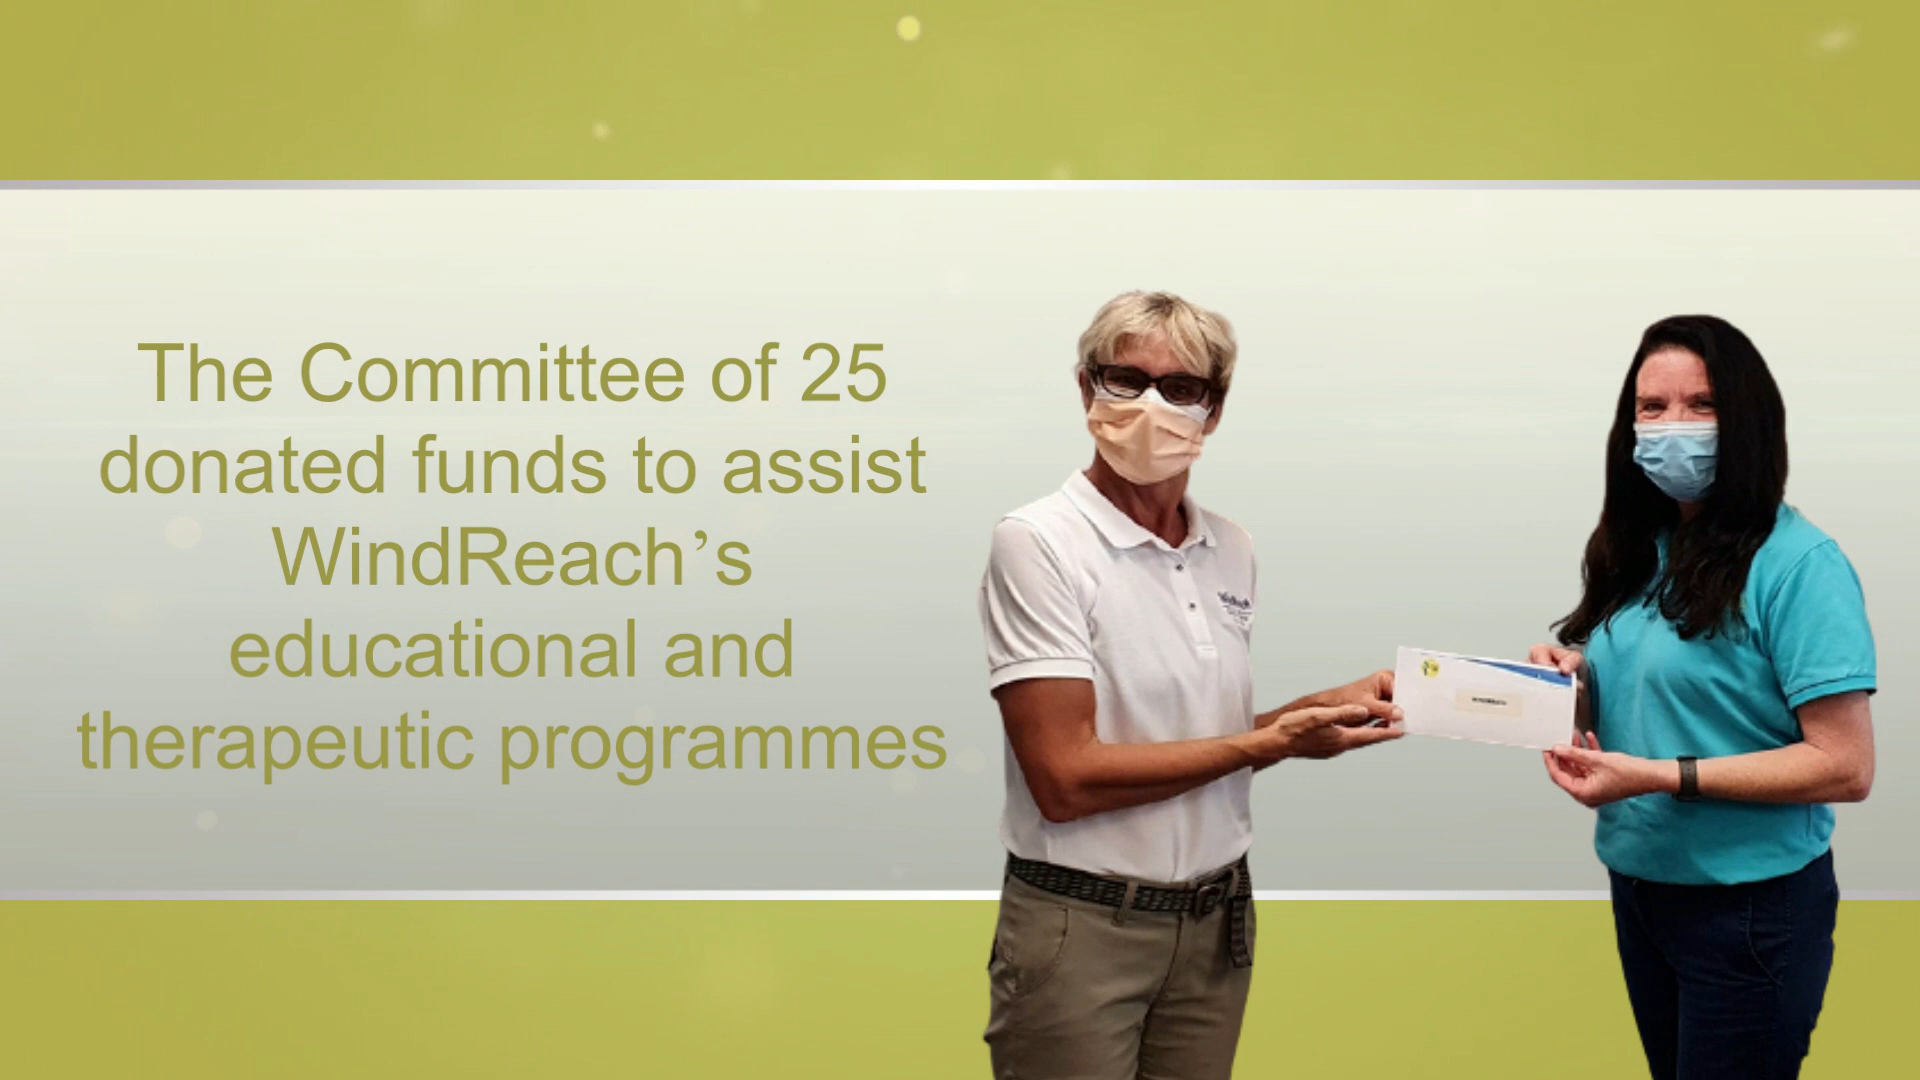 The Committee of 25
donated funds to assist
WindReach’s
educational and
therapeutic programmes